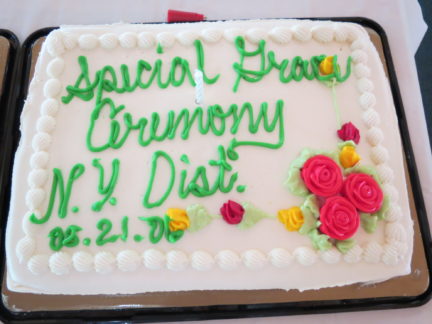 Special Grace
Ceremony
N.Y. Dist.
05.21.06